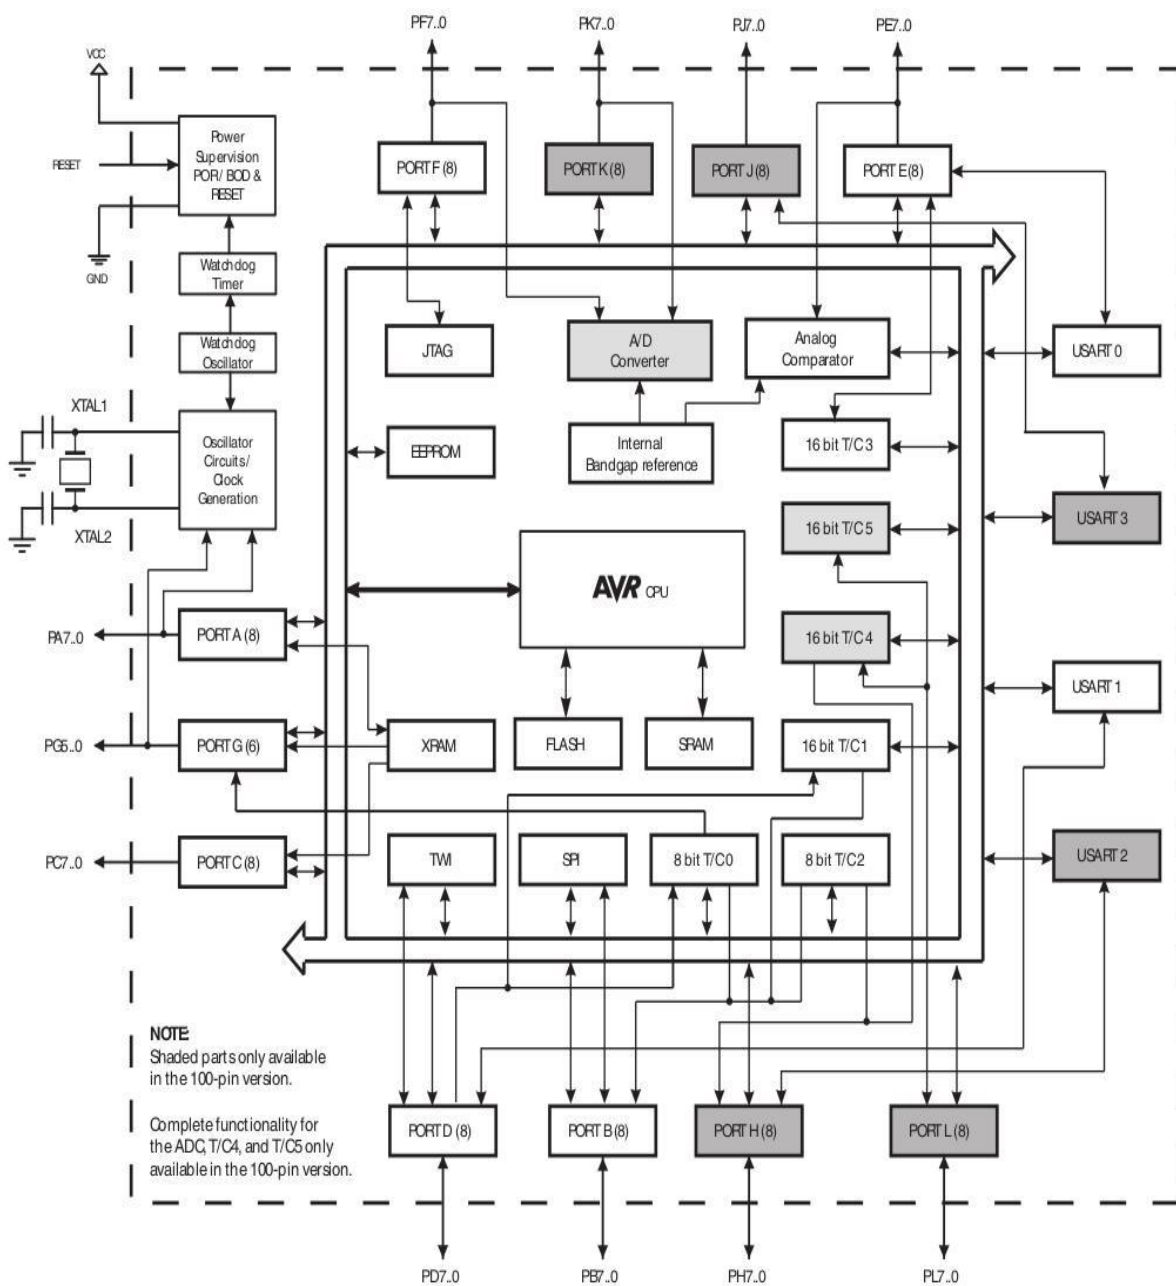 PF7..0
PK7..0
PJ7..0
PE7..0
VCC
RESET
GND
Power
Supervision
POR/ BOD &
RESET
Watchdog
Timer
Watchdog
Oscillator
XTAL1
XTAL2
Oscillator
Circuits/
Clock
Generation
PORT F (8)
PORT K (8)
PORT J (8)
PORT E (8)
JTAG
A/D
Converter
Analog
Comparator
USART 0
EEPROM
Internal
Bandgap reference
16 bit T/C 3
16 bit T/C 5
USART 3
AVR CPU
PA7..0
PORT A (8)
16 bit T/C 4
USART 1
PG5..0
PORT G (6)
XRAM
FLASH
SRAM
16 bit T/C 1
PC7..0
PORT C (8)
TWI
SPI
8 bit T/C 0
8 bit T/C 2
USART 2
NOTE:
Shaded parts only available
in the 100-pin version.
Complete functionality for
the ADC, T/C4, and T/C5 only
available in the 100-pin version.
PORT D (8)
PORT B (8)
PORT H (8)
PORT L (8)
PD7..0
PB7..0
PH7..0
PL7..0